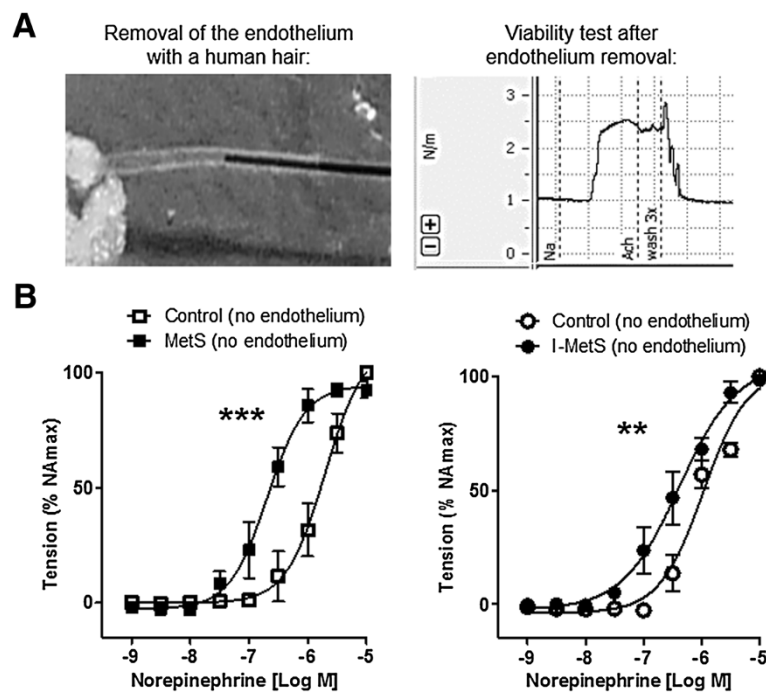 A
Removal of the endothelium
with a human hair:
Viability test after
endothelium removal:
N/m
3
2
1
0
Na
Ach
wash 3x
B
Control (no endothelium)
MetS (no endothelium)
***
Tension (% NAmax)
100
50
0
-9 -8 -7 -6 -5
Norepinephrine [Log M]
Control (no endothelium)
I-MetS (no endothelium)
**
Tension (% NAmax)
100
50
0
-9 -8 -7 -6 -5
Norepinephrine [Log M]